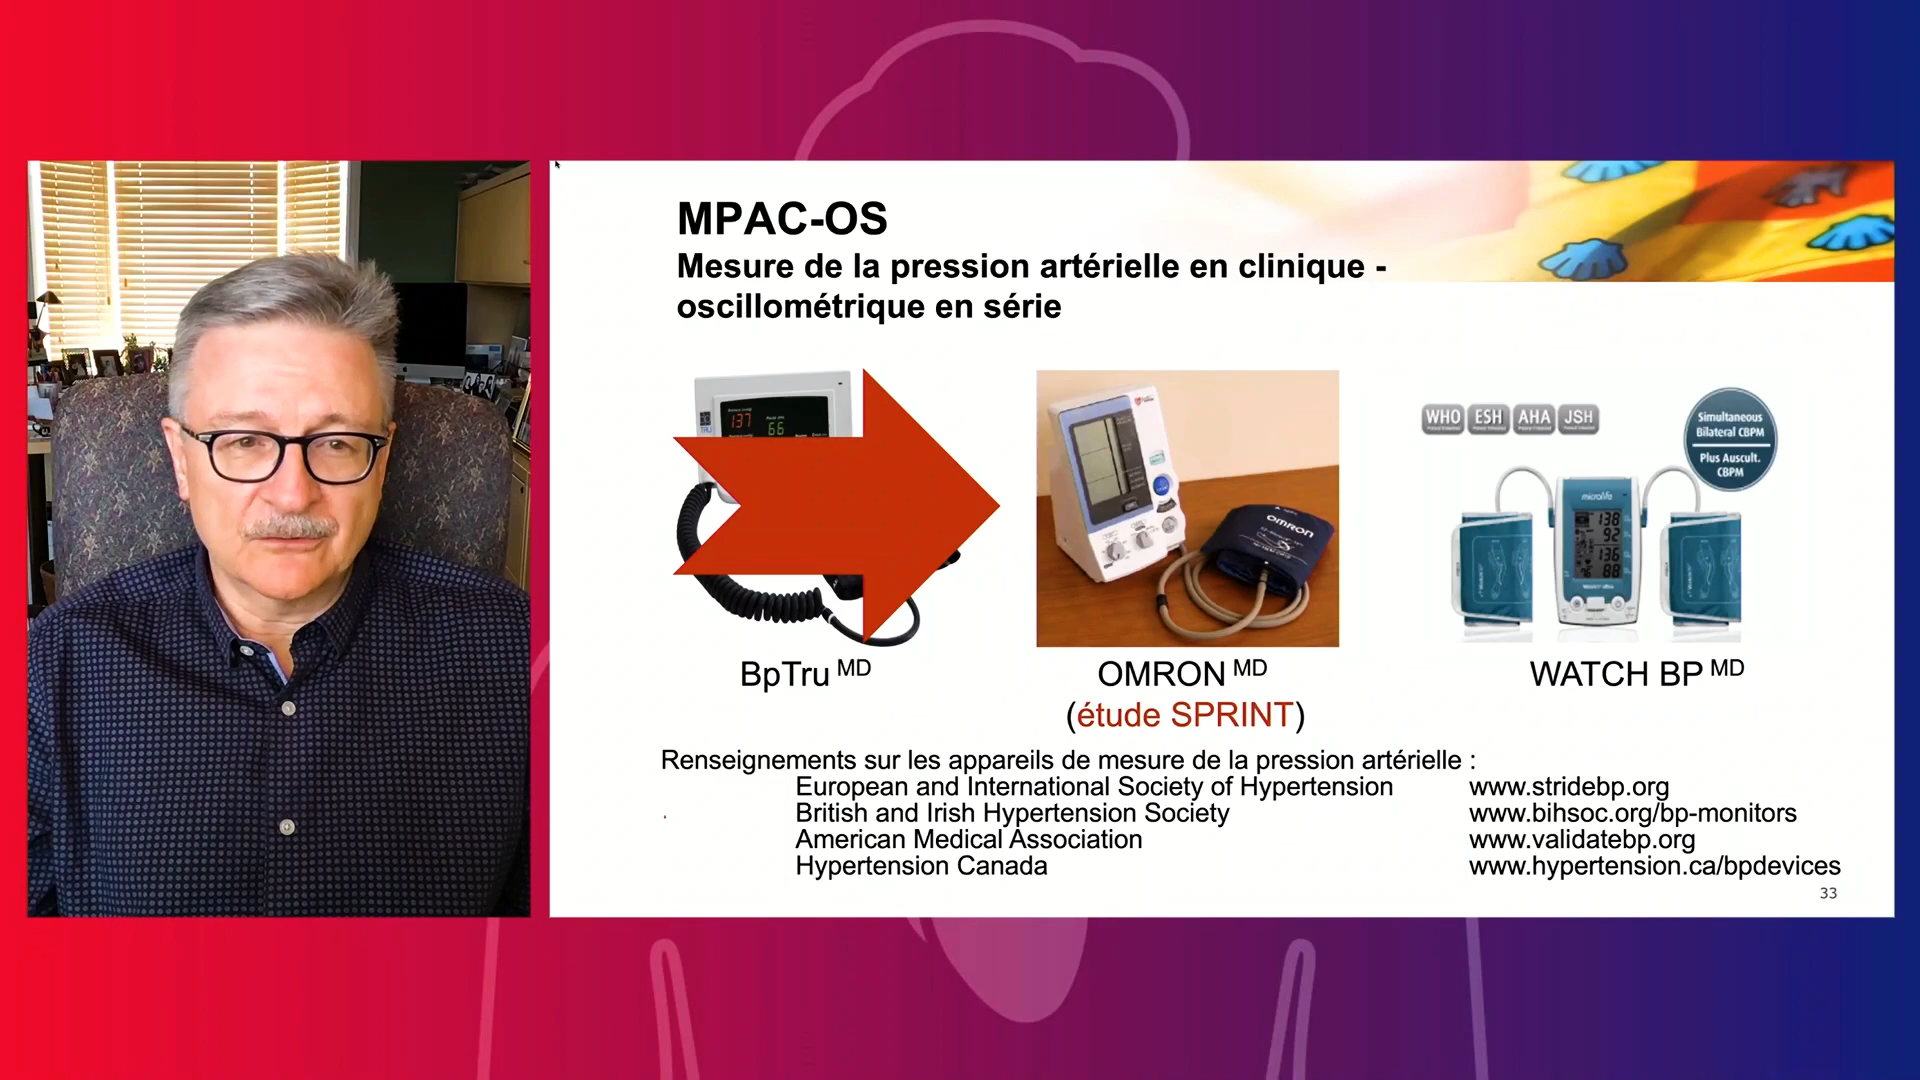 MPAC-OS
Mesure de la pression artérielle en clinique -
oscillométrique en série
137
66
OMRON
WHO ESH AHA JSH
Simultaneous
Bilateral CBPM
Plus Auscult.
CBPM
microlife
138
92
136
88
BpTru MD
OMRON MD
(étude SPRINT)
WATCH BP MD
Renseignements sur les appareils de mesure de la pression artérielle :
European and International Society of Hypertension www.stridebp.org
British and Irish Hypertension Society www.bihsoc.org/bp-monitors
American Medical Association www.validatebp.org
Hypertension Canada www.hypertension.ca/bpdevices
33